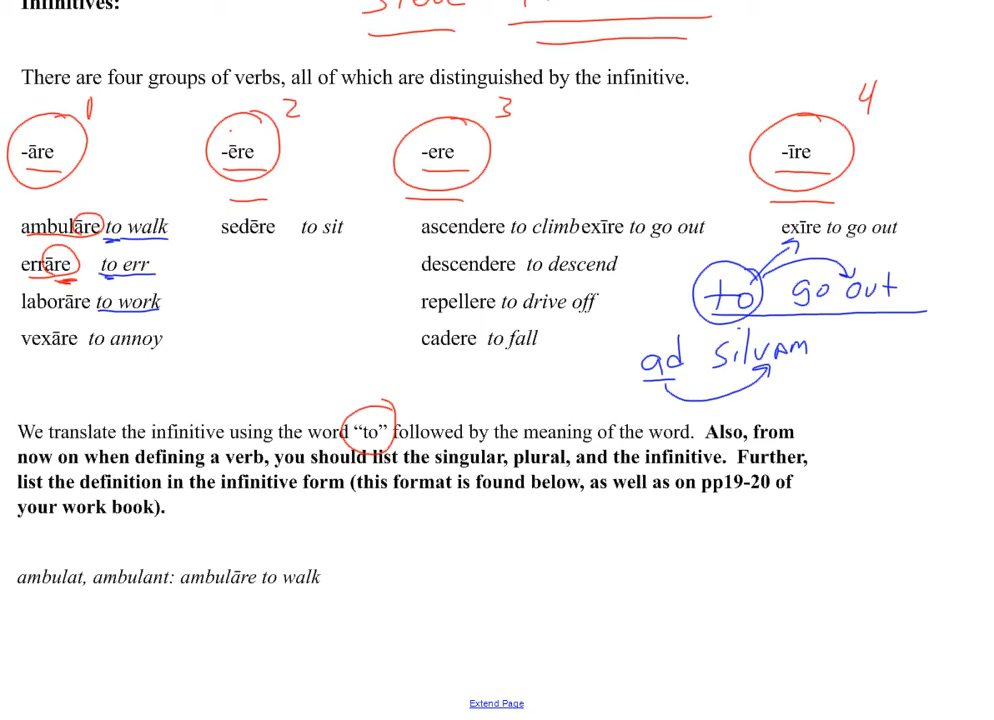 Infinitives:
There are four groups of verbs, all of which are distinguished by the infinitive.
1 2 3 4
-āre -ēre -ere -īre
ambulāre to walk sedēre to sit ascendere to climbexīre to go out exīre to go out
errāre to err descendere to descend
laborāre to work repellere to drive off
to go out
vexāre to annoy cadere to fall
ad silvAM
We translate the infinitive using the word “to” followed by the meaning of the word. Also, from
now on when defining a verb, you should list the singular, plural, and the infinitive. Further,
list the definition in the infinitive form (this format is found below, as well as on pp19-20 of
your work book).
ambulat, ambulant: ambulāre to walk
Extend Page